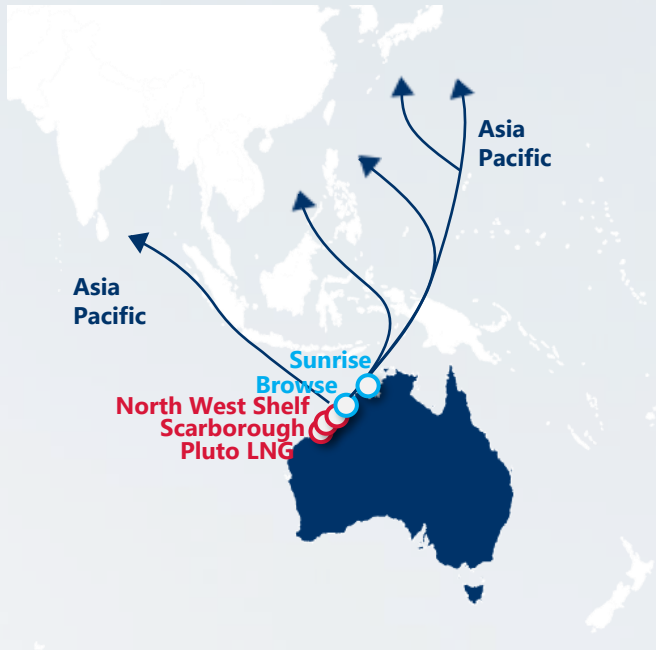 Asia
Pacific
Asia
Pacific
Sunrise
Browse
North West Shelf
Scarborough
Pluto LNG